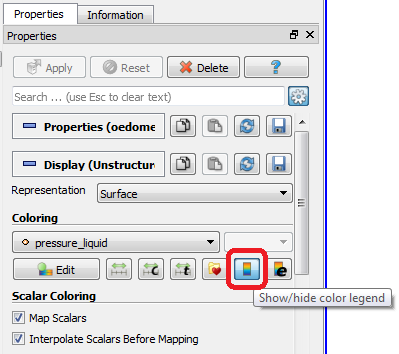 Properties Information
Properties
Apply Reset Delete ?
Search ... (use Esc to clear text)
Properties (oedome
Display (Unstructure
Representation Surface
Coloring
pressure_liquid
Edit c t e
Show/hide color legend
Scalar Coloring
Map Scalars
Interpolate Scalars Before Mapping